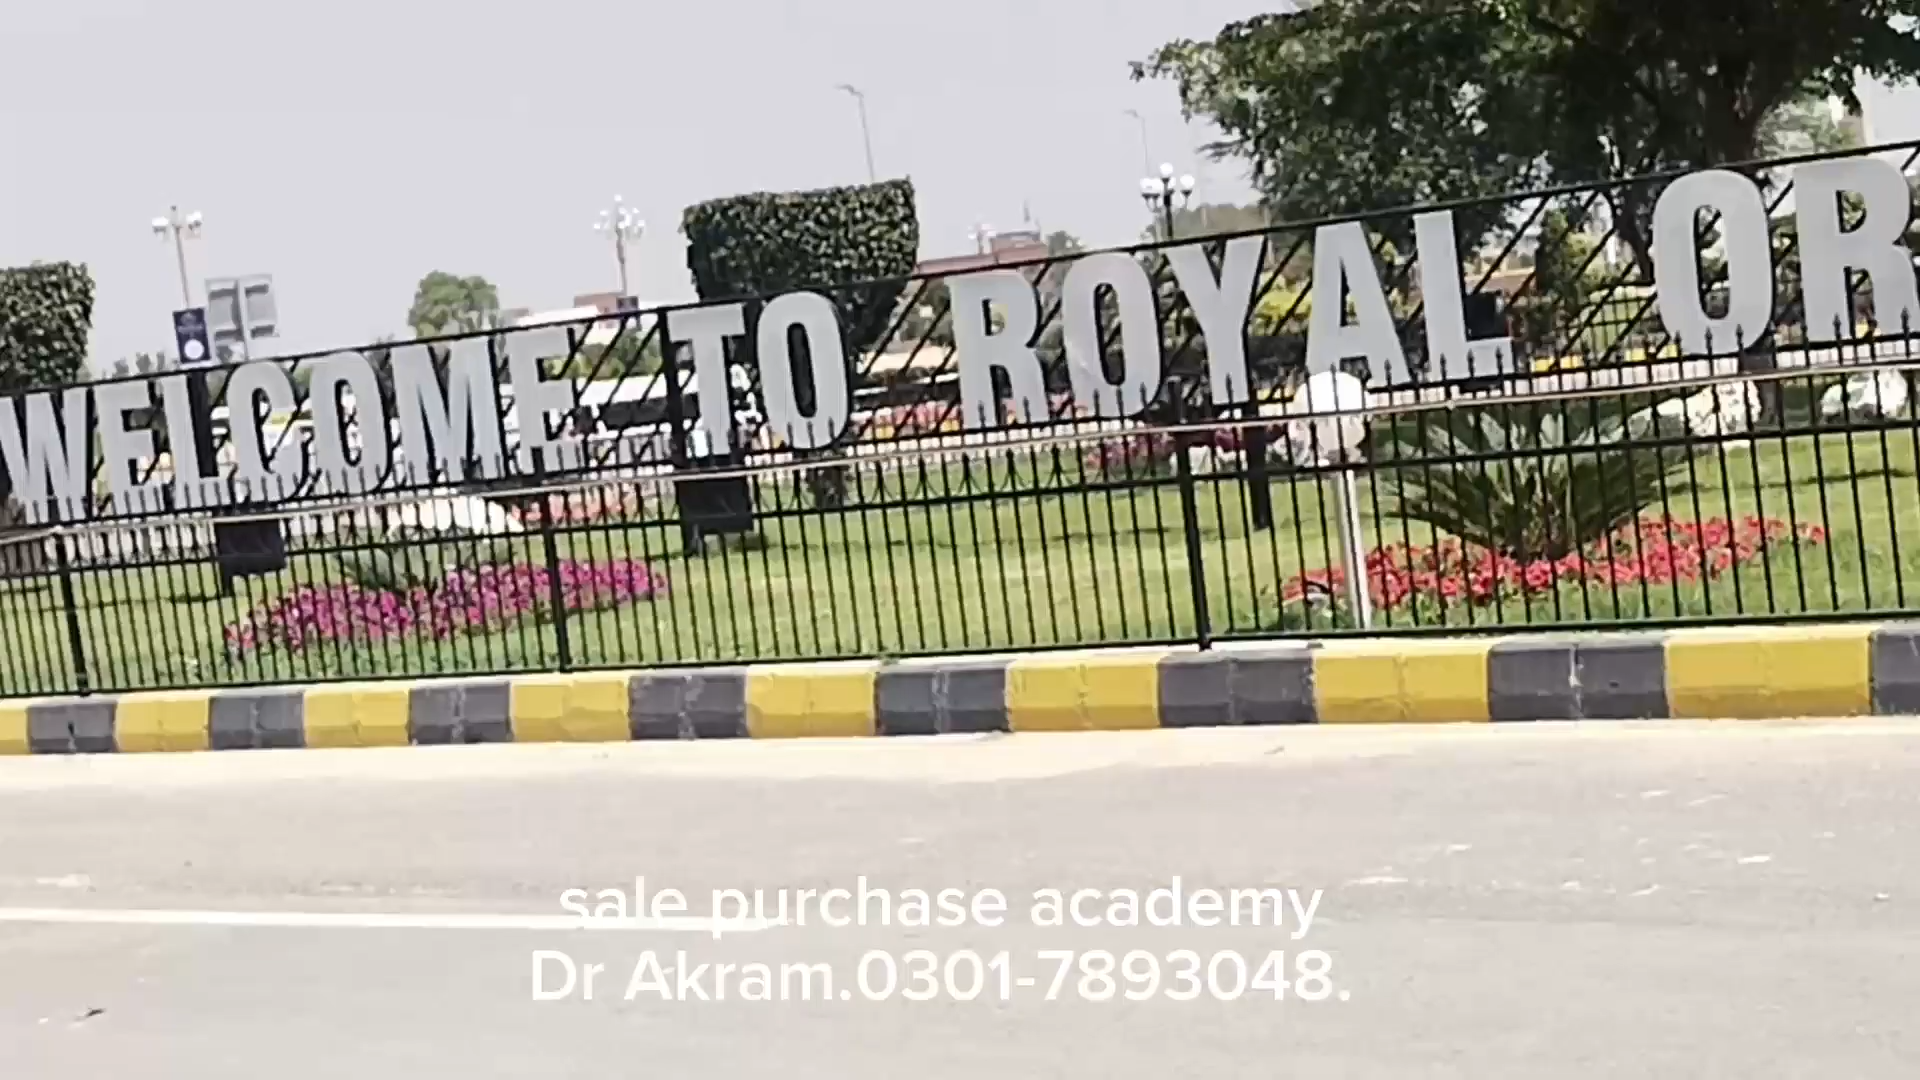 WELCOME TO ROYAL OR
sale purchase academy
Dr Akram.0301-7893048.